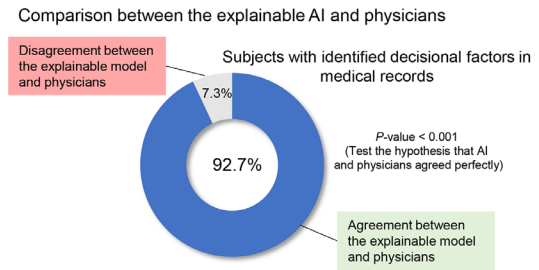 Comparison between the explainable AI and physicians
Disagreement between
the explainable model
and physicians
Subjects with identified decisional factors in
medical records
7.3%
92.7%
P-value < 0.001
(Test the hypothesis that AI
and physicians agreed perfectly)
Agreement between
the explainable model
and physicians